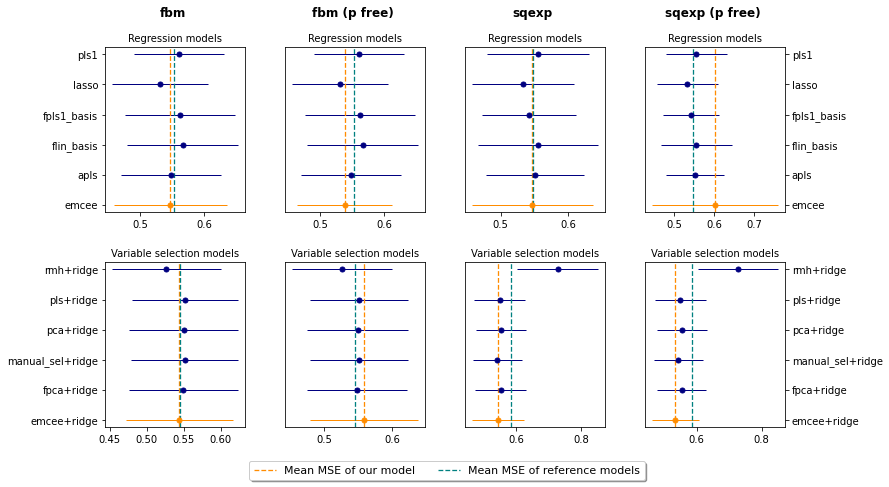 fbm fbm (p free) sqexp sqexp (p free)
Regression models Regression models Regression models Regression models
pls1 pls1
lasso lasso
fpls1_basis fpls1_basis
flin_basis flin_basis
apls apls
emcee emcee
0.5 0.6 0.5 0.6 0.5 0.6 0.5 0.6 0.7
Variable selection models Variable selection models Variable selection models Variable selection models
rmh+ridge rmh+ridge
pls+ridge pls+ridge
pca+ridge pca+ridge
manual_sel+ridge manual_sel+ridge
fpca+ridge fpca+ridge
emcee+ridge emcee+ridge
0.45 0.50 0.55 0.60 0.5 0.6 0.6 0.8 0.6 0.8
Mean MSE of our model Mean MSE of reference models